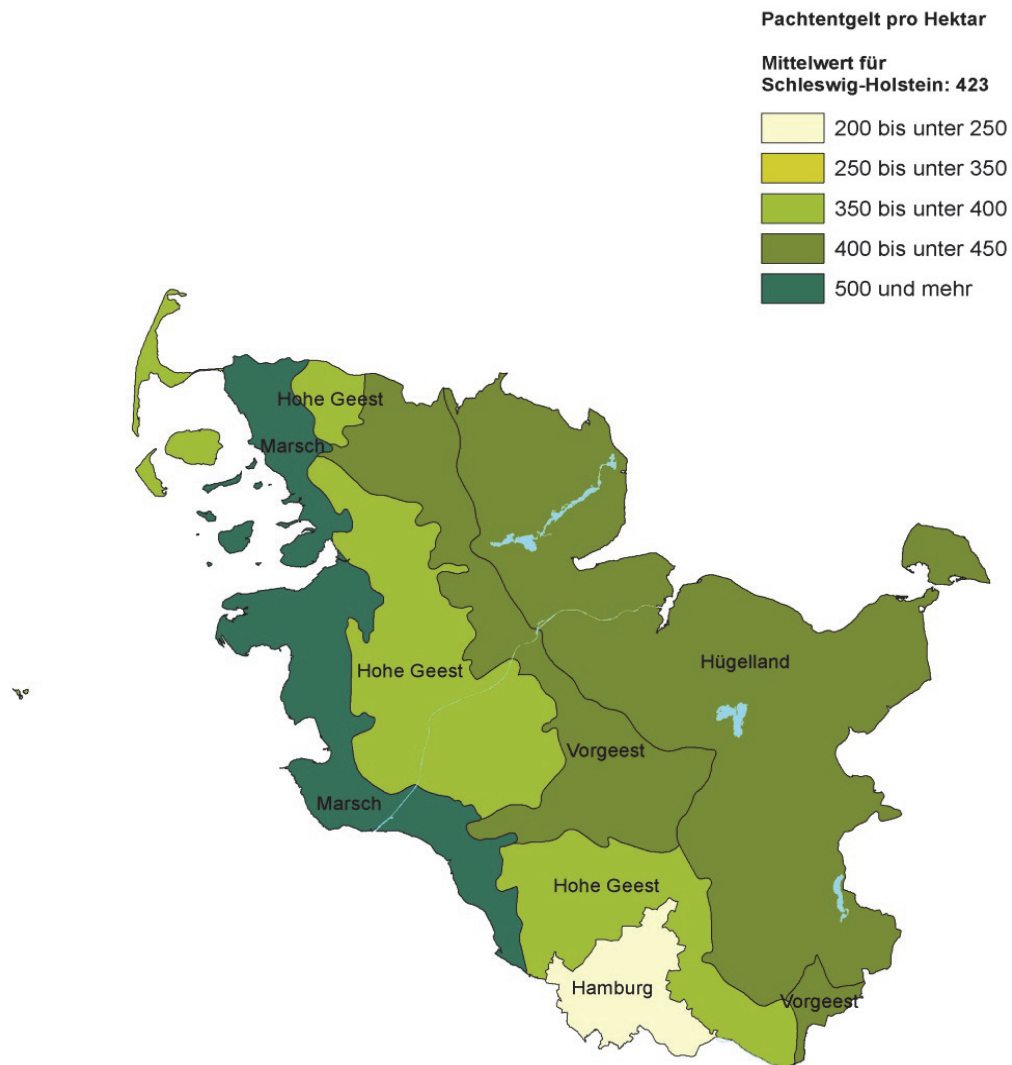 Pachtentgelt pro Hektar
Mittelwert für
Schleswig-Holstein: 423
200 bis unter 250
250 bis unter 350
350 bis unter 400
400 bis unter 450
500 und mehr
Hohe Geest
Marsch
Hügelland
Hohe Geest
Vorgeest
Marsch
Hohe Geest
Hamburg
Vorgeest